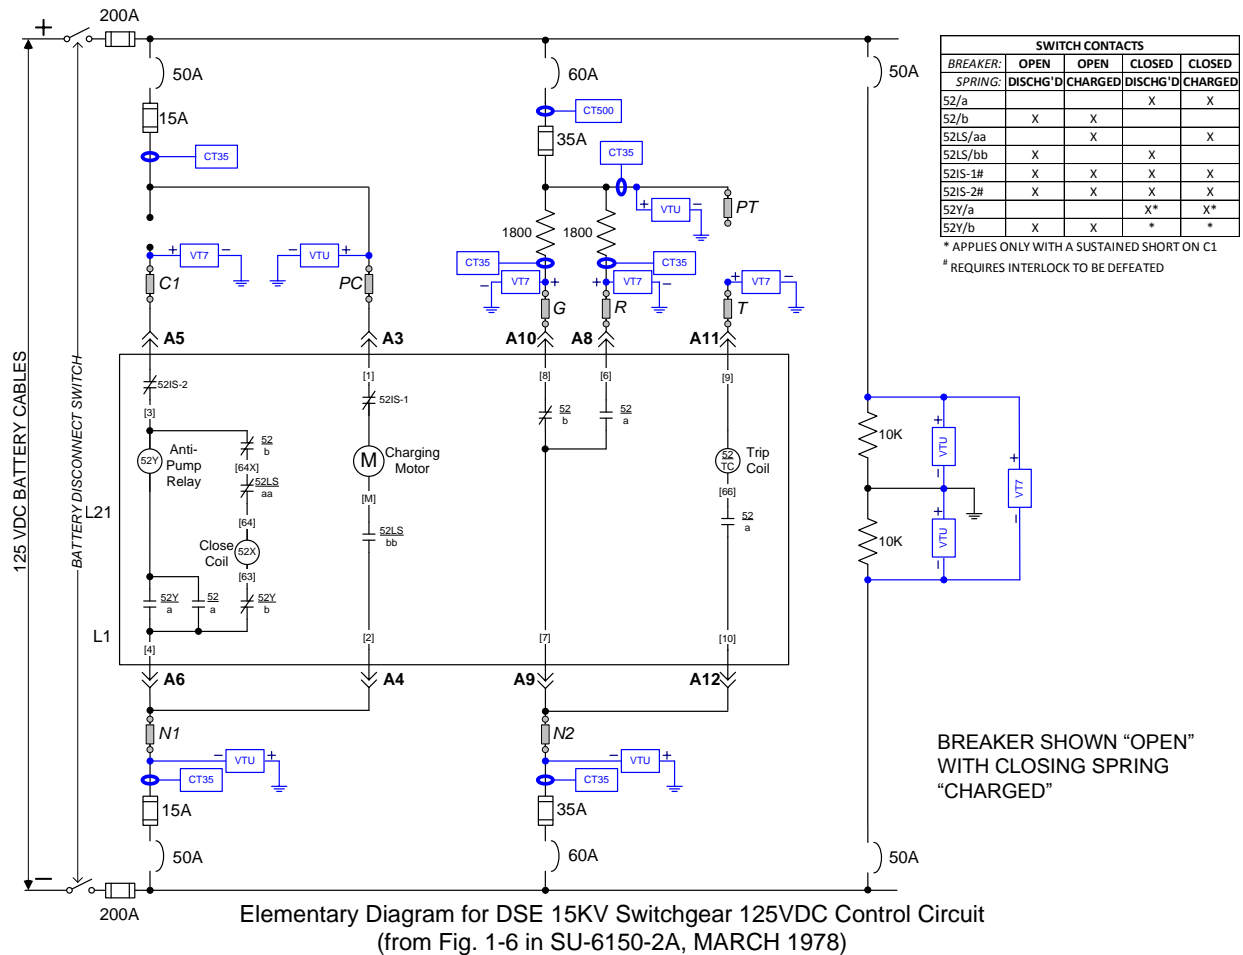 200A
+
50A
60A
50A
15A
CT35
CT500
35A
CT35
SWITCH CONTACTS
BREAKER: OPEN OPEN CLOSED CLOSED
SPRING: DISCHG'D CHARGED DISCHG'D CHARGED
52/a X X
52/b X X
52LS/aa X X
52LS/bb X X
52IS-1# X X X X
52IS-2# X X X X
52Y/a X* X*
52Y/b X X * *
* APPLIES ONLY WITH A SUSTAINED SHORT ON C1
# REQUIRES INTERLOCK TO BE DEFEATED
+ VTU −
PT
1800 1800
+ VT7 −
− VTU +
CT35 CT35
− VT7 +
+ VT7 −
+ VT7 −
C1 PC G R T
A5 A3 A10 A8 A11
125 VDC BATTERY CABLES
BATTERY DISCONNECT SWITCH
52IS-2
[3]
52Y
Anti-
Pump
Relay
52
b
[64X]
52LS
aa
[64]
Close
Coil
52X
[63]
52Y
a
52
a
52Y
b
[4]
L21
L1
[1]
52IS-1
M
Charging
Motor
[M]
52LS
bb
[2]
[8]
52
b
[6]
52
a
[7]
[9]
52
TC
Trip
Coil
[66]
52
a
[10]
10K
+ VTU −
+ VT7 −
10K
+ VTU −
A6 A4 A9 A12
N1 N2
− VTU +
− VTU +
CT35 CT35
15A 35A
50A 60A 50A
−
200A
BREAKER SHOWN “OPEN”
WITH CLOSING SPRING
“CHARGED”
Elementary Diagram for DSE 15KV Switchgear 125VDC Control Circuit
(from Fig. 1-6 in SU-6150-2A, MARCH 1978)